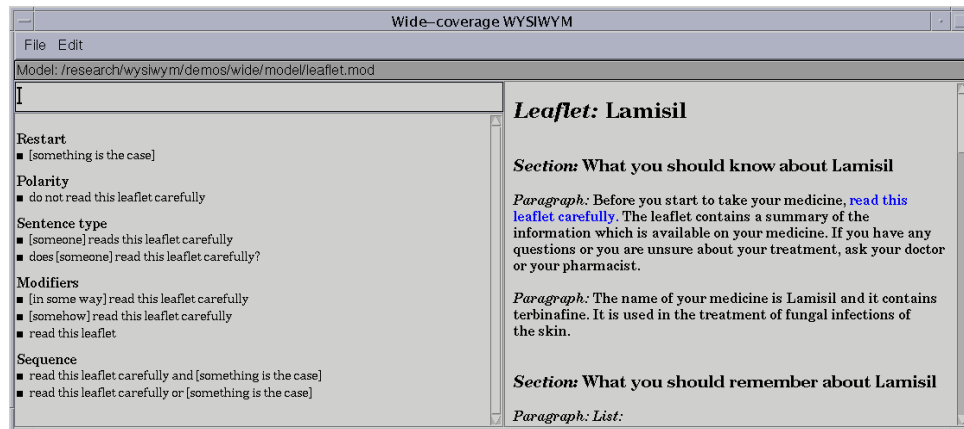 Wide–coverage WYSIWYM
File Edit
Model: /research/wysiwym/demos/wide/model/leaflet.mod
Restart
▪ [something is the case]
Polarity
▪ do not read this leaflet carefully
Sentence type
▪ [someone] reads this leaflet carefully
▪ does [someone] read this leaflet carefully?
Modifiers
▪ [in some way] read this leaflet carefully
▪ [somehow] read this leaflet carefully
▪ read this leaflet
Sequence
▪ read this leaflet carefully and [something is the case]
▪ read this leaflet carefully or [something is the case]
Leaflet: Lamisil
Section: What you should know about Lamisil
Paragraph: Before you start to take your medicine, read this
leaflet carefully. The leaflet contains a summary of the
information which is available on your medicine. If you have any
questions or you are unsure about your treatment, ask your doctor
or your pharmacist.
Paragraph: The name of your medicine is Lamisil and it contains
terbinafine. It is used in the treatment of fungal infections of
the skin.
Section: What you should remember about Lamisil
Paragraph: List: